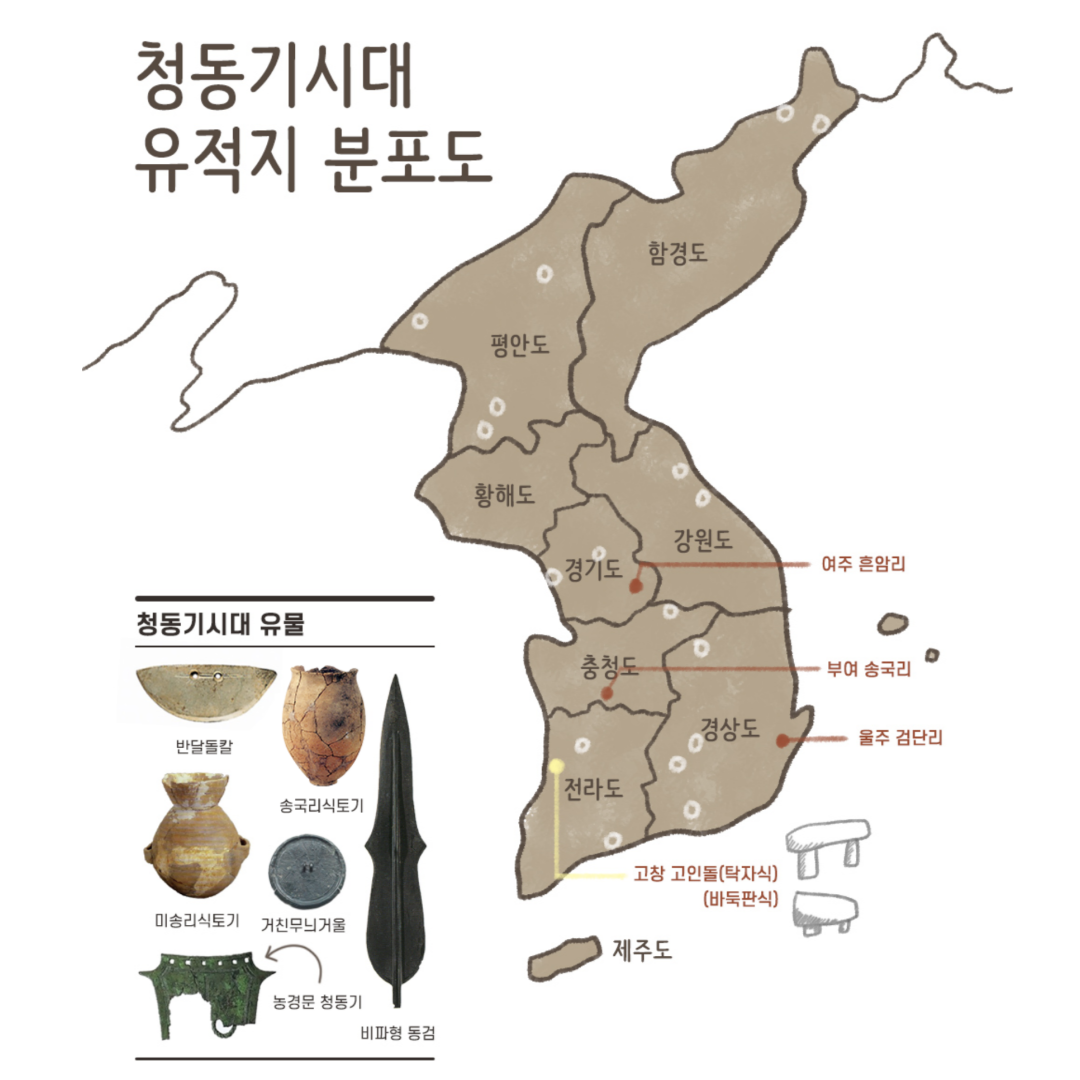 청동기시대
유적지 분포도
함경도
평안도
황해도
강원도
경기도
여주 흔암리
충청도
부여 송국리
경상도
울주 검단리
전라도
고창 고인돌(탁자식)
(바둑판식)
제주도
청동기시대 유물
반달돌칼
송국리식토기
미송리식토기
거친무늬거울
농경문 청동기
비파형 동검